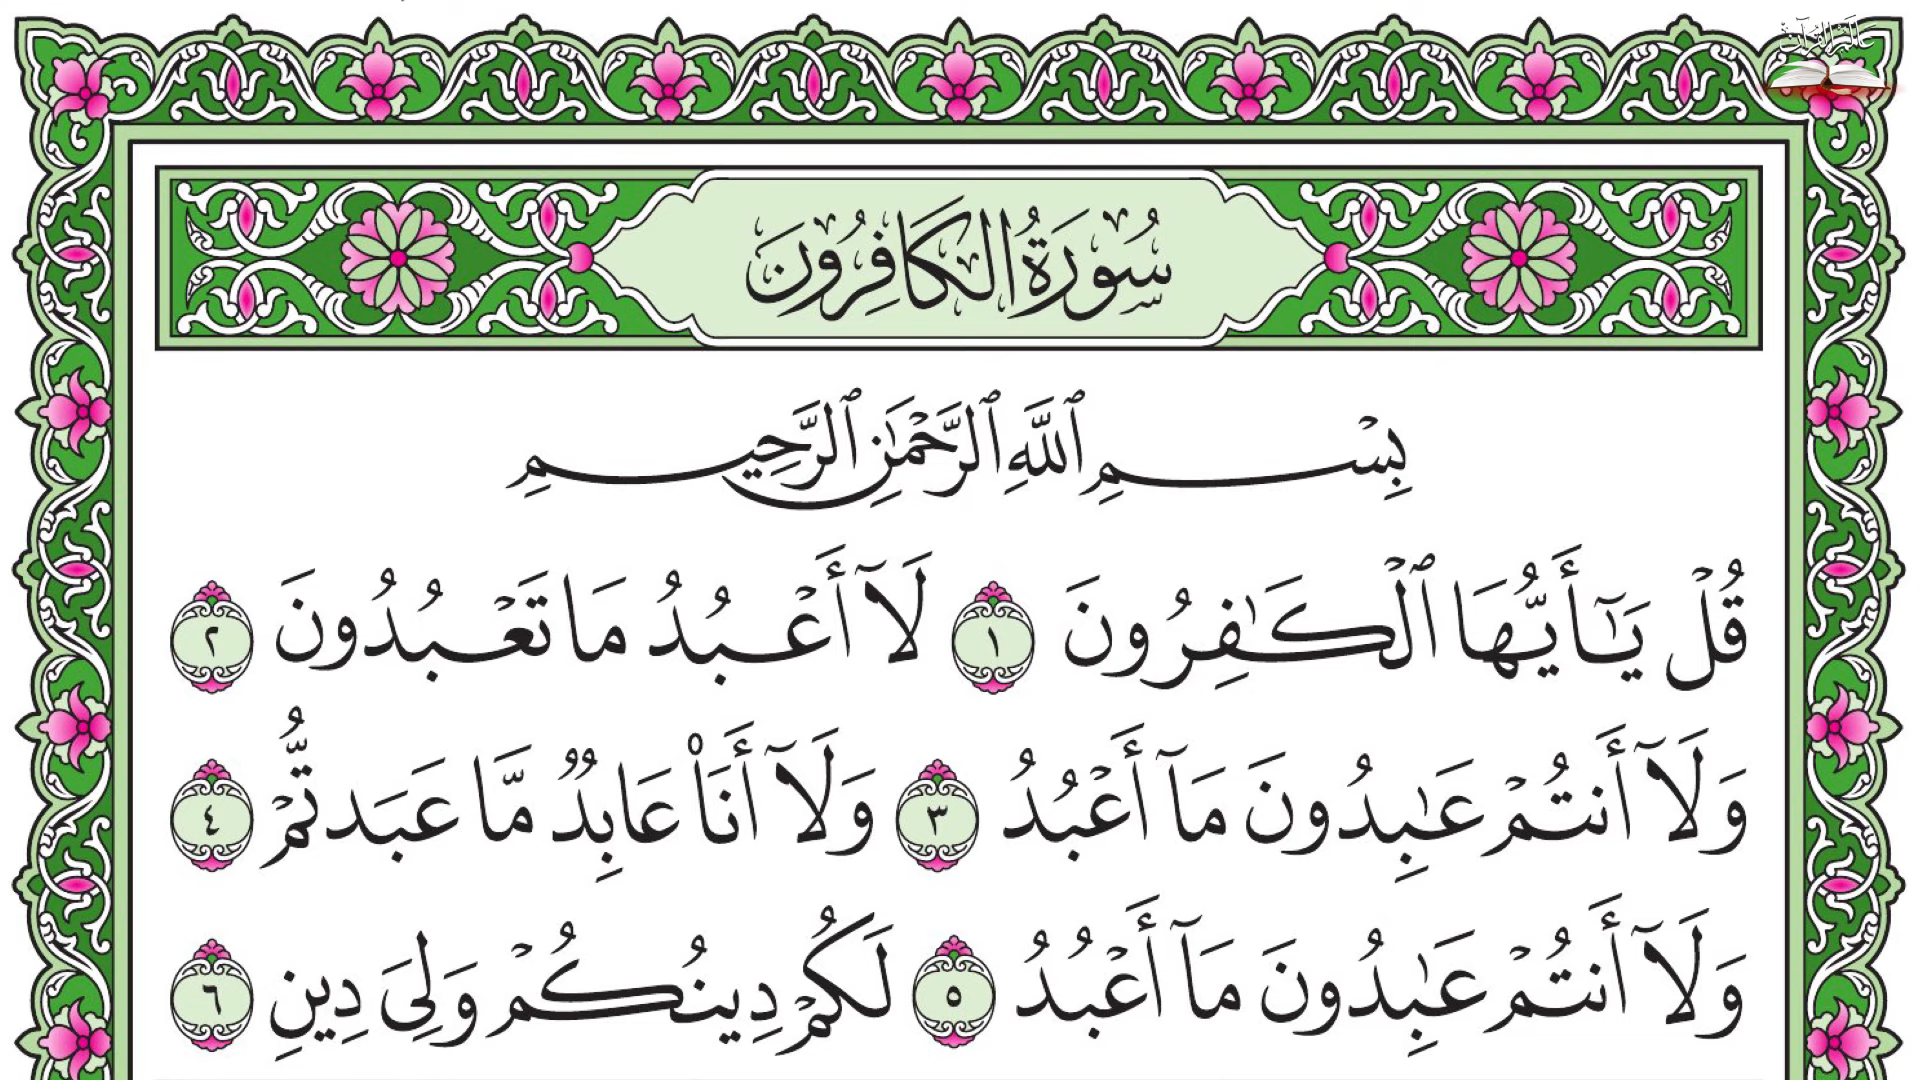 سُورَةُ الكَافِرُونَ
بِسْمِ ٱللَّهِ ٱلرَّحْمَٰنِ ٱلرَّحِيمِ
قُلْ يَٰٓأَيُّهَا ٱلْكَٰفِرُونَ ١ لَآ أَعْبُدُ مَا تَعْبُدُونَ ٢
وَلَآ أَنتُمْ عَٰبِدُونَ مَآ أَعْبُدُ ٣ وَلَآ أَنَا۠ عَابِدٌ مَّا عَبَدتُّمْ ٤
وَلَآ أَنتُمْ عَٰبِدُونَ مَآ أَعْبُدُ ٥ لَكُمْ دِينُكُمْ وَلِىَ دِينِ ٦